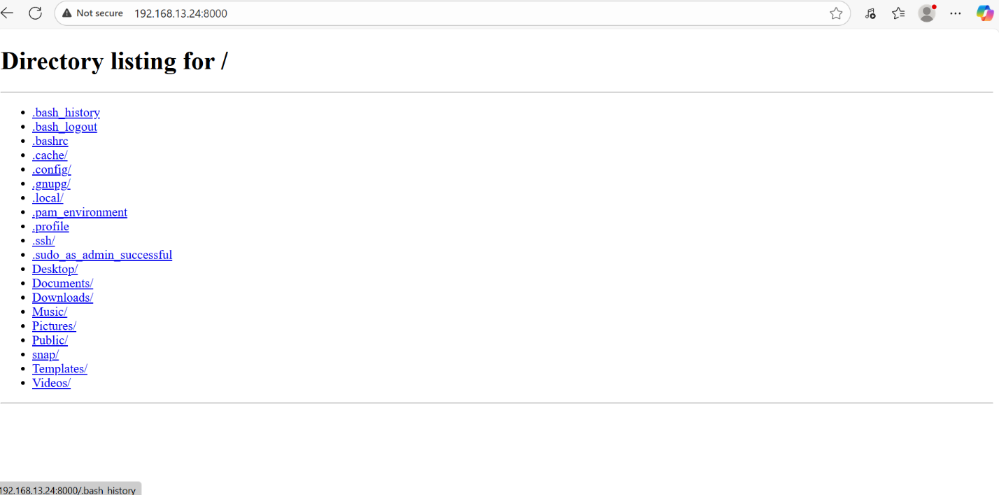 Not secure 192.168.13.24:8000
Directory listing for /
.bash_history
.bash_logout
.bashrc
.cache/
.config/
.gnupg/
.local/
.pam_environment
.profile
.ssh/
.sudo_as_admin_successful
Desktop/
Documents/
Downloads/
Music/
Pictures/
Public/
snap/
Templates/
Videos/
192.168.13.24:8000/.bash_history